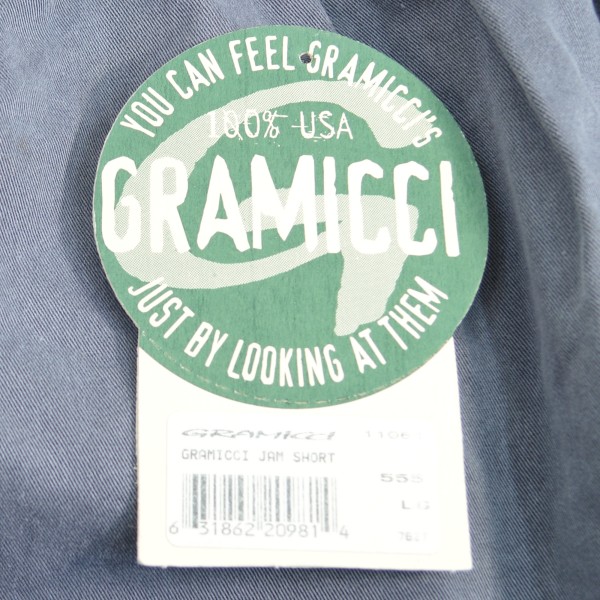 YOU CAN FEEL GRAMICCI'S
100% USA
GRAMICCI
JUST BY LOOKING AT THEM
GRAMICCI
GRAMICCI JAM SHORT
555
LG
6 31862 20981 4